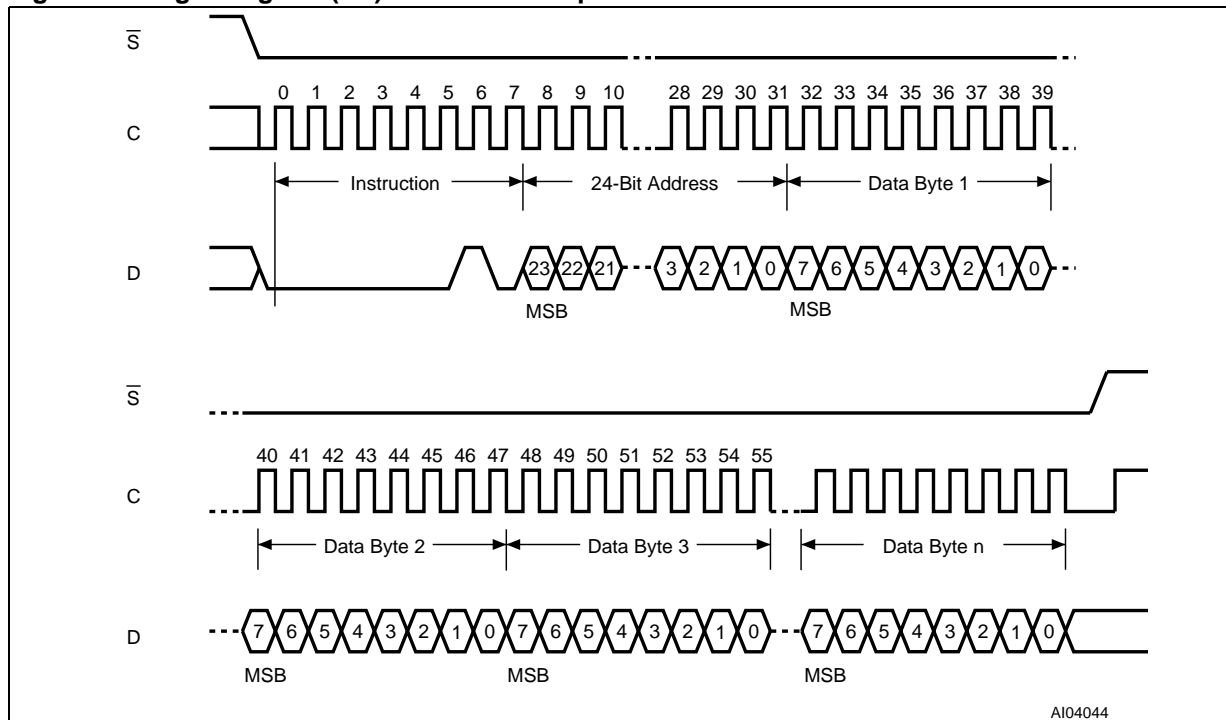 S
0 1 2 3 4 5 6 7 8 9 10 28 29 30 31 32 33 34 35 36 37 38 39
C
Instruction 24-Bit Address Data Byte 1
D 23 22 21 3 2 1 0 7 6 5 4 3 2 1 0
MSB MSB
S
40 41 42 43 44 45 46 47 48 49 50 51 52 53 54 55
C
Data Byte 2 Data Byte 3 Data Byte n
D 7 6 5 4 3 2 1 0 7 6 5 4 3 2 1 0 7 6 5 4 3 2 1 0
MSB MSB MSB
AI04044